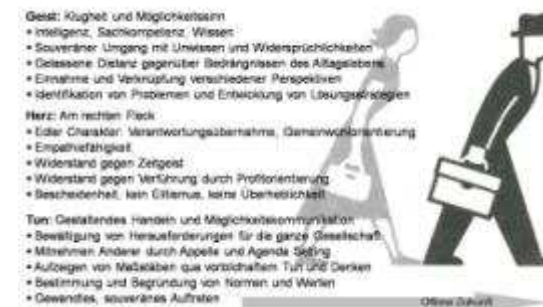 Geist: Klugheit und Möglichkeitssinn
• Intelligenz, Sachkompetenz, Wissen
• Souveräner Umgang mit Unwissen und Widersprüchlichkeiten
• Gelassene Distanz gegenüber Bedrängnissen des Alltagslebens
• Einnahme und Verknüpfung verschiedener Perspektiven
• Identifikation von Problemen und Entwicklung von Lösungsstrategien
Herz: Am rechten Fleck
• Edler Charakter: Verantwortungsübernahme, Gemeinwohlorientierung
• Empathiefähigkeit
• Widerstand gegen Zeitgeist
• Widerstand gegen Verführung durch Profitorientierung
• Bescheidenheit, kein Elitismus, keine Überheblichkeit
Tun: Gestaltendes Handeln und Möglichkeitskommunikation
• Bewältigung von Herausforderungen für die ganze Gesellschaft
• Mitnehmen Anderer durch Appelle und Agenda Setting
• Aufzeigen von Maßstäben qua vorbildhaftem Tun und Denken
• Bestimmung und Begründung von Normen und Werten
• Gewandtes, souveränes Auftreten
Offene Zukunft